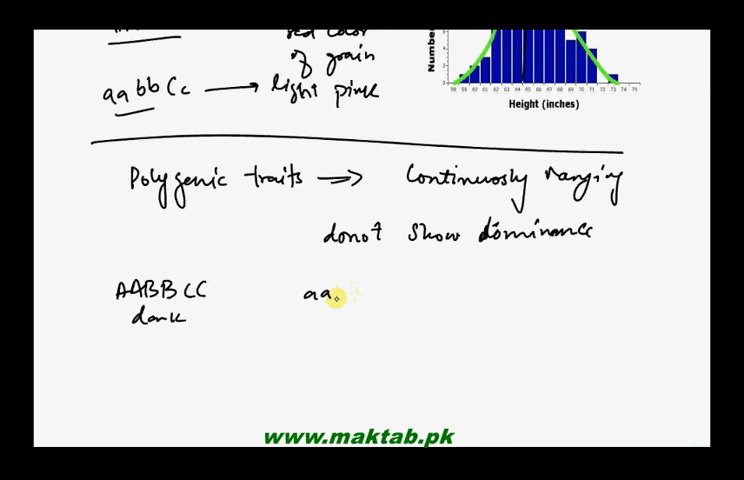 red color
of grain
aabbCc → light pink
Number
Height (inches)
Polygenic traits → Continuosly ranging
donot show dominance
AABBCC
dark
aa
www.maktab.pk